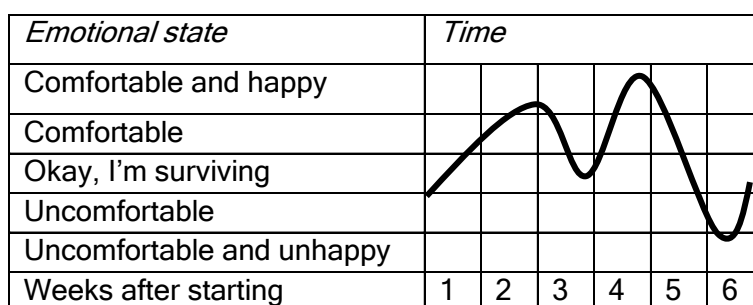 Emotional state Time
Comfortable and happy
Comfortable
Okay, I'm surviving
Uncomfortable
Uncomfortable and unhappy
Weeks after starting 1 2 3 4 5 6